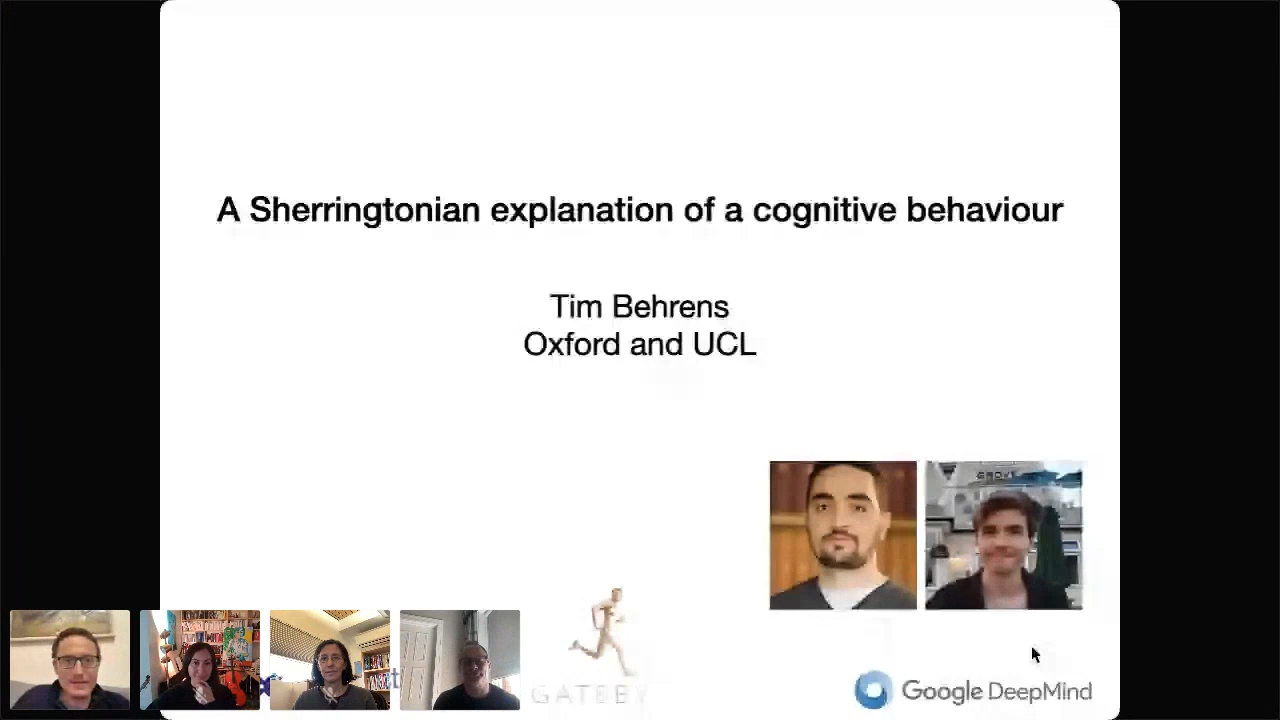 A Sherringtonian explanation of a cognitive behaviour
Tim Behrens
Oxford and UCL
GATSBY
Google DeepMind